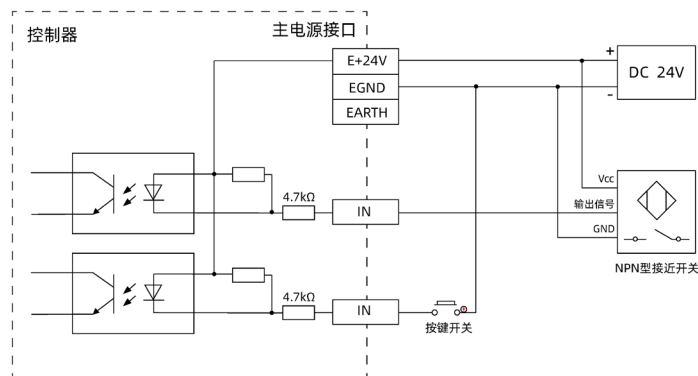 控制器
主电源接口
E+24V
+
DC 24V
EGND
-
EARTH
Vcc
4.7kΩ
IN
输出信号
GND
NPN型接近开关
4.7kΩ
IN
按键开关